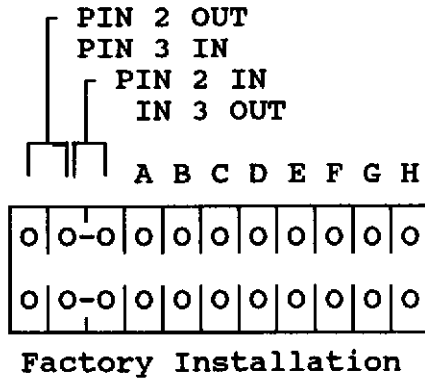 PIN 2 OUT
PIN 3 IN
PIN 2 IN
IN 3 OUT
A B C D E F G H
O O-O O O O O O O O O
O O-O O O O O O O O O
Factory Installation